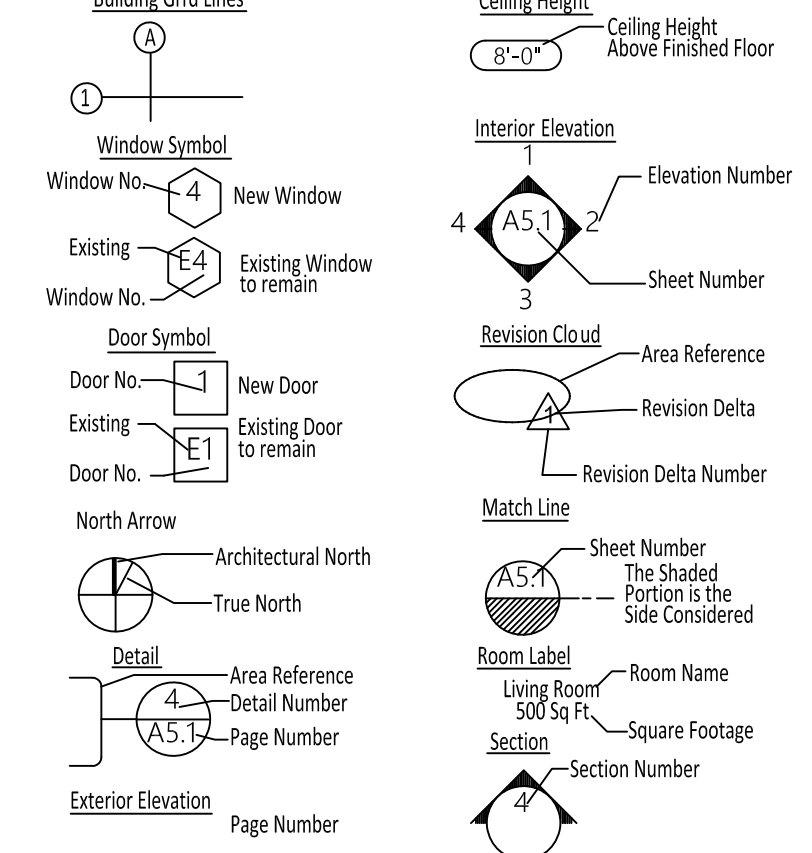 Building Grid Lines
A
1
Window Symbol
Window No.
4
New Window
Existing
E4
Window No.
Existing Window
to remain
Door Symbol
Door No.
1
New Door
Existing
E1
Door No.
Existing Door
to remain
North Arrow
Architectural North
True North
Detail
Area Reference
4
Detail Number
A5.1
Page Number
Exterior Elevation
Page Number
Ceiling Height
8'-0"
Ceiling Height
Above Finished Floor
Interior Elevation
1
Elevation Number
4
A5.1
2
Sheet Number
3
Revision Cloud
Area Reference
1
Revision Delta
Revision Delta Number
Match Line
Sheet Number
A5.1
The Shaded
Portion is the
Side Considered
Room Label
Room Name
Living Room
500 Sq Ft
Square Footage
Section
Section Number
4